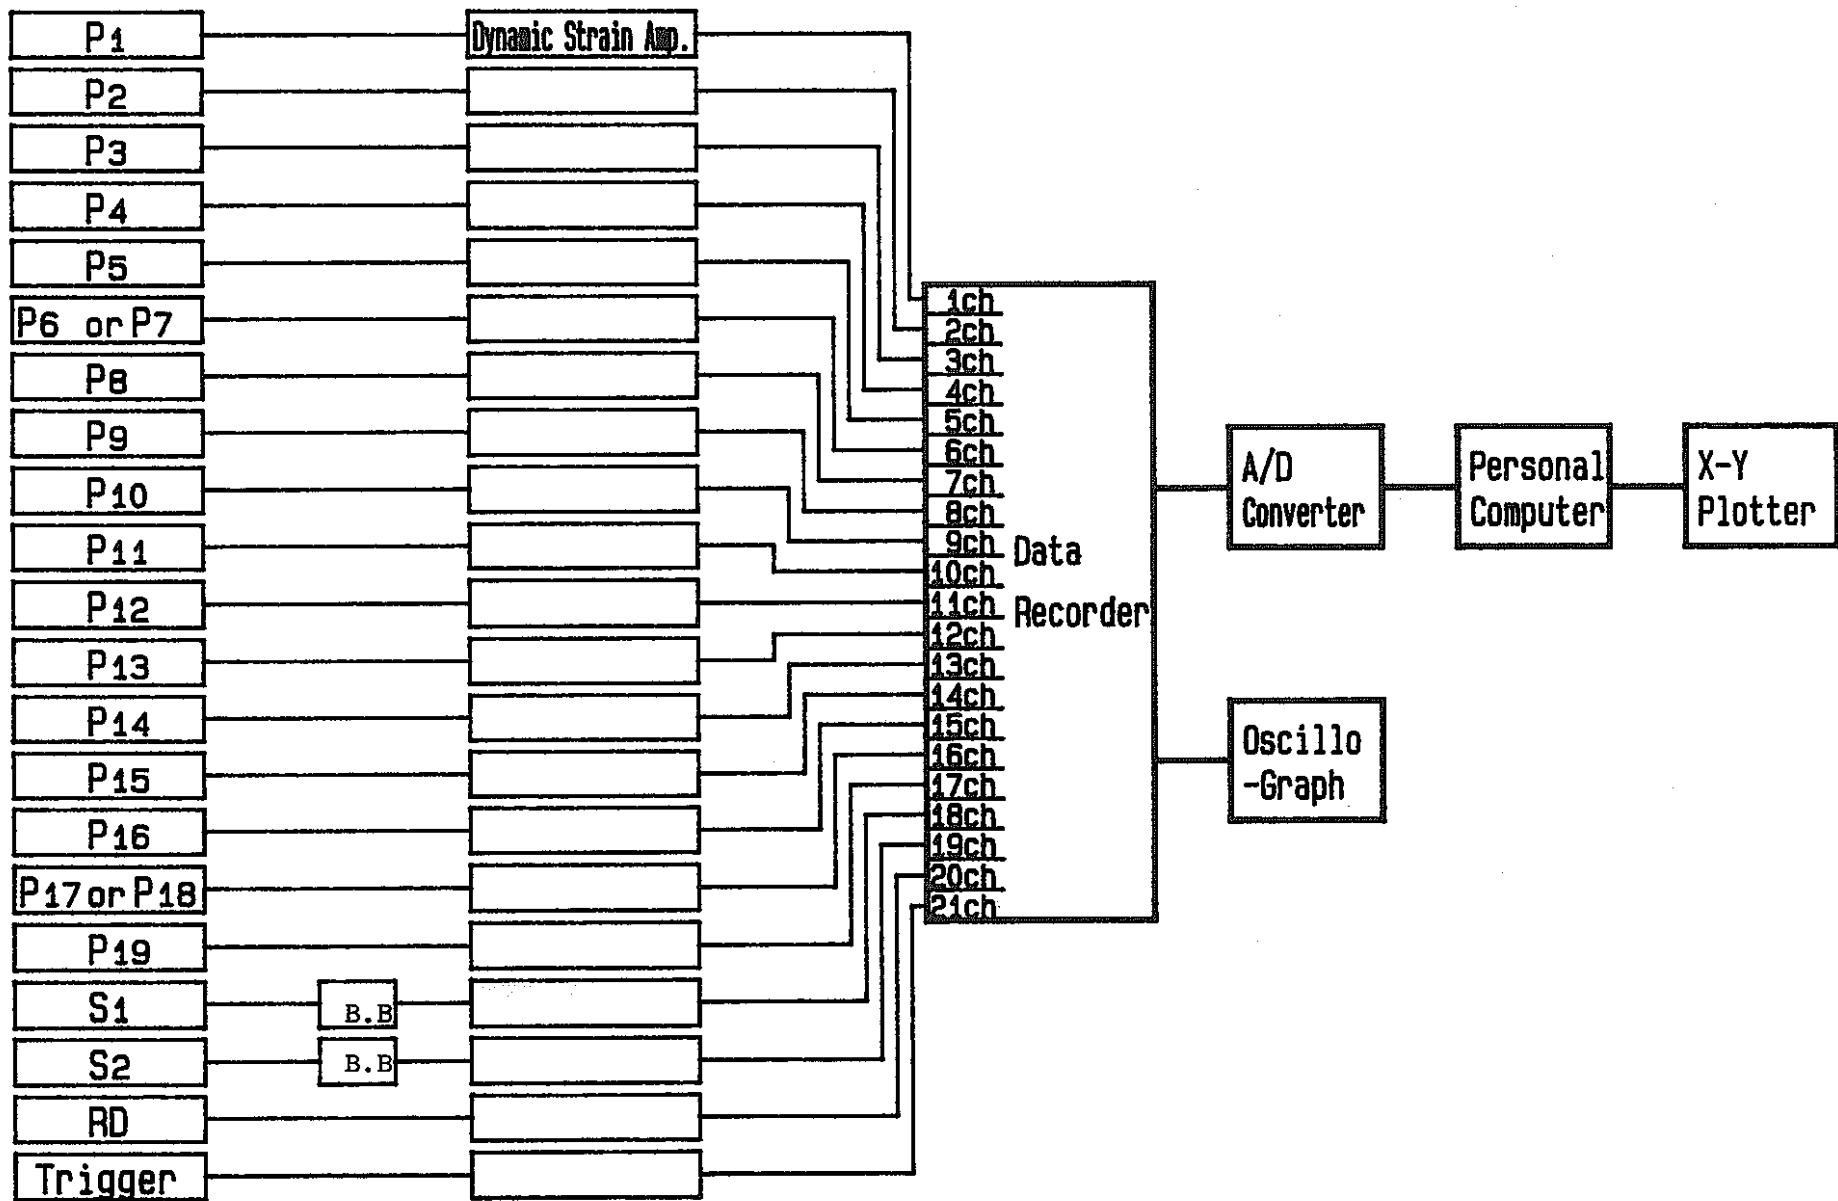 P1
Dynamic Strain Amp.
P2
P3
P4
P5
P6 or P7
P8
P9
P10
P11
P12
P13
P14
P15
P16
P17 or P18
P19
S1
B.B
S2
B.B
RD
Trigger
1ch
2ch
3ch
4ch
5ch
6ch
7ch
8ch
9ch
10ch
11ch
12ch
13ch
14ch
15ch
16ch
17ch
18ch
19ch
20ch
21ch
Data
Recorder
A/D
Converter
Personal
Computer
X-Y
Plotter
Oscillo
-Graph